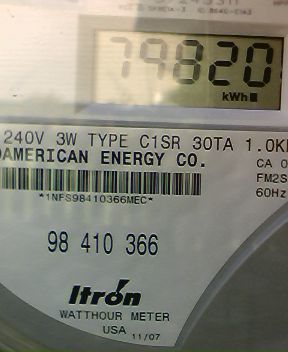 79820
kWh
240V 3W TYPE C1SR 30TA 1.0
AMERICAN ENERGY CO.
CA
FM2S
60Hz
*1NFS98410366MEC*
98 410 366
Itron
WATTHOUR METER
USA 11/07